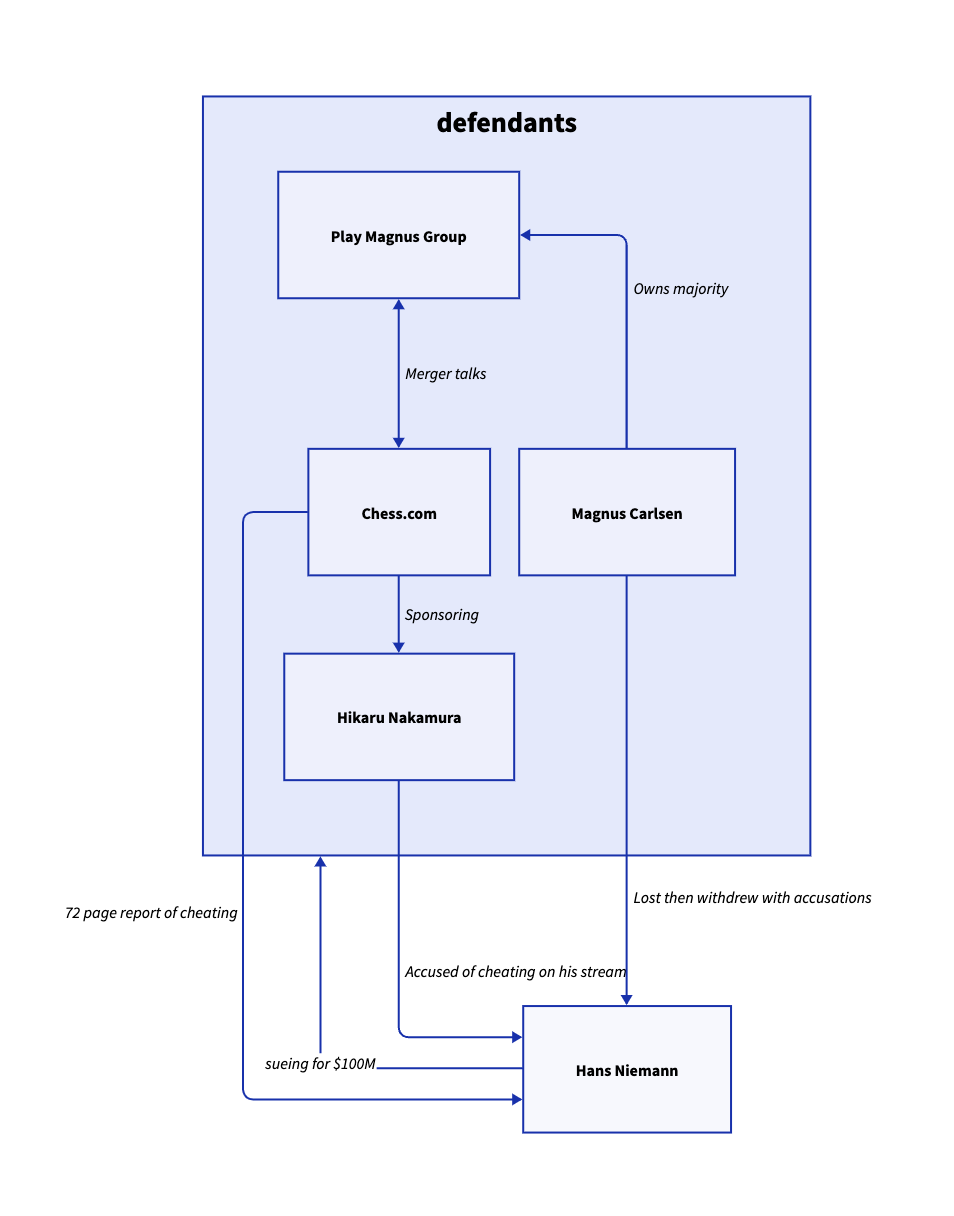 defendants
Play Magnus Group
Owns majority
Merger talks
Chess.com
Magnus Carlsen
Sponsoring
Hikaru Nakamura
Lost then withdrew with accusations
72 page report of cheating
Accused of cheating on his stream
sueing for $100M
Hans Niemann